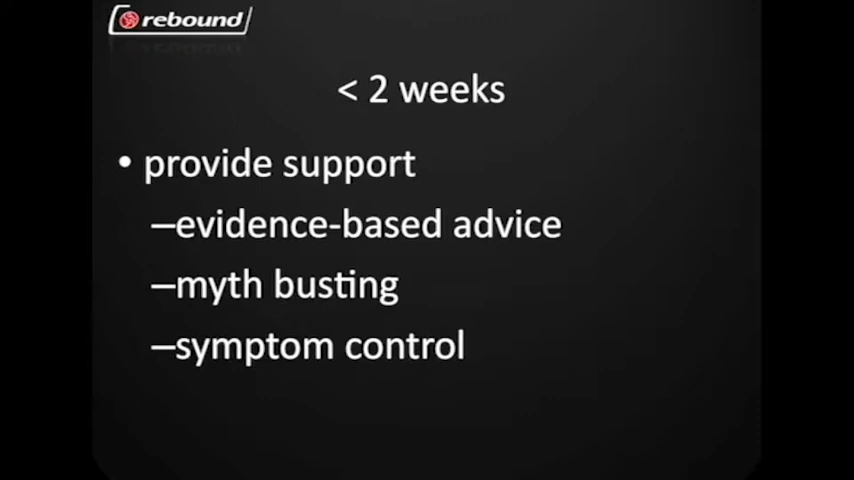 rebound
< 2 weeks
• provide support
–evidence-based advice
–myth busting
–symptom control